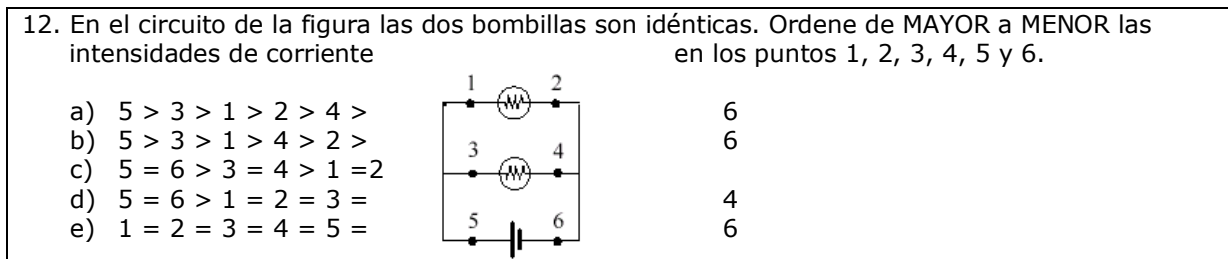 12. En el circuito de la figura las dos bombillas son idénticas. Ordene de MAYOR a MENOR las
intensidades de corriente en los puntos 1, 2, 3, 4, 5 y 6.
1 2
a) 5 > 3 > 1 > 2 > 4 > 6
b) 5 > 3 > 1 > 4 > 2 > 6
3 4
c) 5 = 6 > 3 = 4 > 1 =2
d) 5 = 6 > 1 = 2 = 3 = 4
5 6
e) 1 = 2 = 3 = 4 = 5 = 6